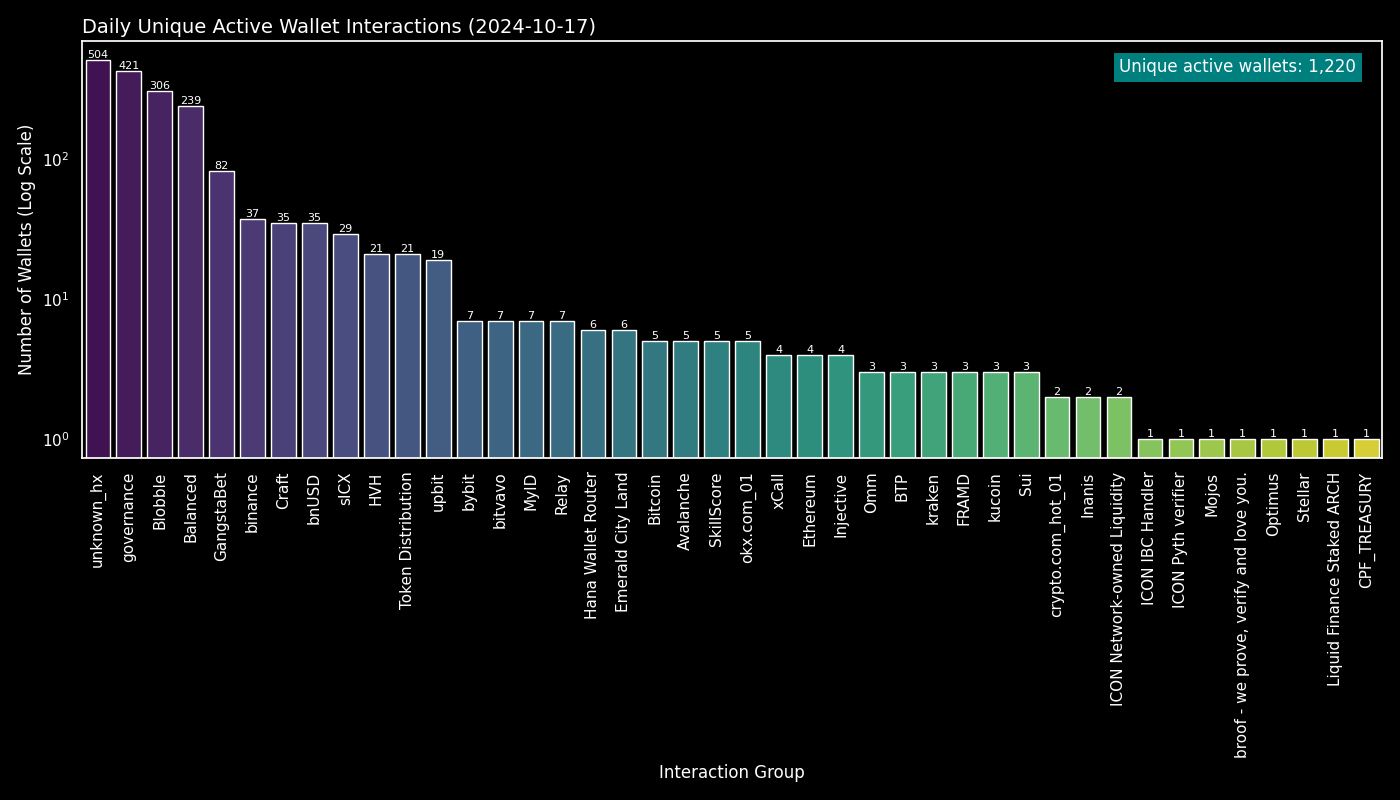 Daily Unique Active Wallet Interactions (2024-10-17)
Unique active wallets: 1,220
Number of Wallets (Log Scale)
10²
10¹
10⁰
504
421
306
239
82
37
35
35
29
21
21
19
7
7
7
7
6
6
5
5
5
5
4
4
4
3
3
3
3
3
3
2
2
2
1
1
1
1
1
1
1
1
unknown_hx
governance
Blobble
Balanced
GangstaBet
binance
Craft
bnUSD
sICX
HVH
Token Distribution
upbit
bybit
bitvavo
MyID
Relay
Hana Wallet Router
Emerald City Land
Bitcoin
Avalanche
SkillScore
okx.com_01
xCall
Ethereum
Injective
Omm
BTP
kraken
FRAMD
kucoin
Sui
crypto.com_hot_01
Inanis
ICON Network-owned Liquidity
ICON IBC Handler
ICON Pyth verifier
Mojos
broof - we prove, verify and love you.
Optimus
Stellar
Liquid Finance Staked ARCH
CPF_TREASURY
Interaction Group